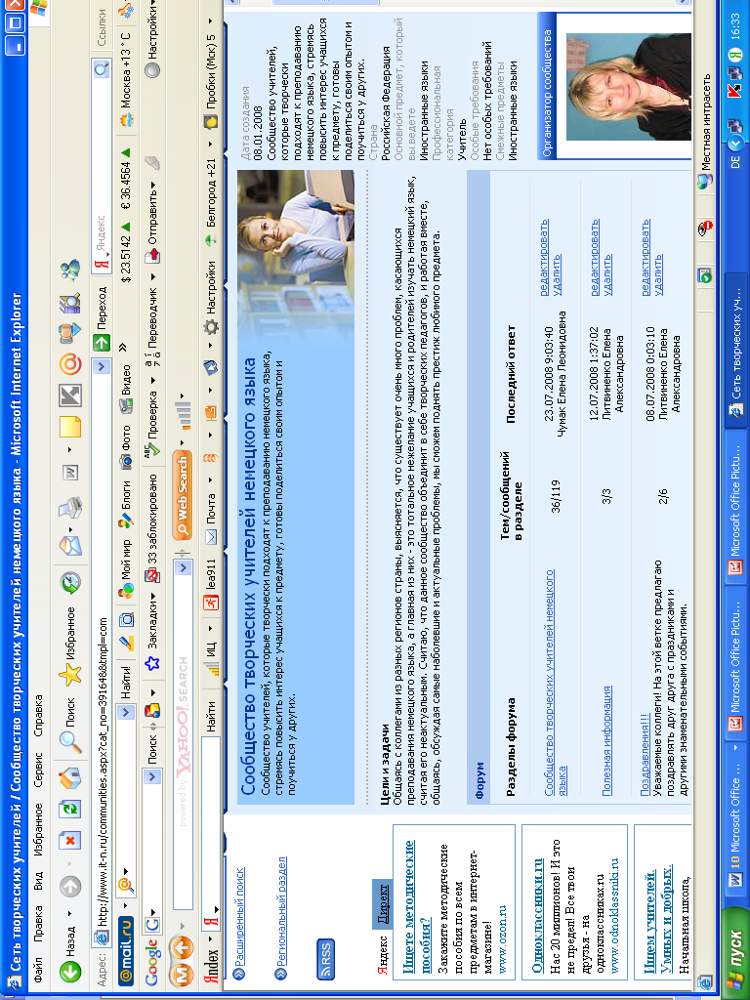 Сеть творческих учителей / Сообщество творческих учителей немецкого языка - Microsoft Internet Explorer
Файл Правка Вид Избранное Сервис Справка
Назад Поиск Избранное
Адрес: http://www.it-n.ru/communities.aspx?cat_no=39164&tmpl=com Переход Яндекс Ссылки
@mail.ru Найти! Мой мир Блоги Фото Видео » $ 23.5142 € 36.4564 Москва +13 °C
Google Поиск Закладки 33 заблокировано Проверка Переводчик Отправить Настройки
powered by YAHOO! SEARCH Web Search
Яndex Я Найти ИЦ lea911 Почта Настройки Белгород +21 Пробки (Мск) 5
Расширенный поиск
Региональный раздел
RSS
Яндекс Директ
Ищете методические
пособия?
Закажите методические
пособия по всем
предметам в интернет-
магазине!
www.ozon.ru
Одноклассники.ru
Нас 20 миллионов! И это
не предел! Все твои
друзья - на
одноклассниках.ru
www.odnoklassniki.ru
Ищем учителей.
Умных и добрых.
Начальная школа,
Сообщество творческих учителей немецкого языка
Сообщество учителей, которые творчески подходят к преподаванию немецкого языка,
стремясь повысить интерес учащихся к предмету, готовы поделиться своим опытом и
поучиться у других.
Цели и задачи
Общаясь с коллегами из разных регионов страны, выясняется, что существует очень много проблем, касающихся
преподавания немецкого языка, а главная из них - это тотальное нежелание учащихся и родителей изучать немецкий язык,
считая его неактуальным. Считаю, что данное сообщество объединит в себе творческих педагогов, и работая вместе,
общаясь, обсуждая самые наболевшие и актуальные проблемы, мы сможем поднять престиж любимого предмета.
Форум
Разделы форума Тем/сообщений
в разделе Последний ответ
Сообщество творческих учителей немецкого
языка 36/119 23.07.2008 9:03:40
Чумак Елена Леонидовна редактировать
удалить
Полезная информация 3/3 12.07.2008 1:37:02
Литвиненко Елена
Александровна редактировать
удалить
Поздравления!!!
Уважаемые коллеги! На этой ветке предлагаю
поздравлять друг друга с праздниками и
другими знаменательными событиями. 2/6 08.07.2008 0:03:10
Литвиненко Елена
Александровна редактировать
удалить
Дата создания
08.01.2008
Сообщество учителей,
которые творчески
подходят к преподаванию
немецкого языка, стремясь
повысить интерес учащихся
к предмету, готовы
поделиться своим опытом и
поучиться у других.
Страна
Российская Федерация
Основной предмет, который
вы ведете
Иностранные языки
Профессиональная
категория
Учитель
Особые требования
Нет особых требований
Смежные предметы
Иностранные языки
Организатор сообщества
Местная интрасеть
пуск 10 Microsoft Office ... Microsoft Office Pictu... Microsoft Office Pictu... Сеть творческих уч... DE 16:33